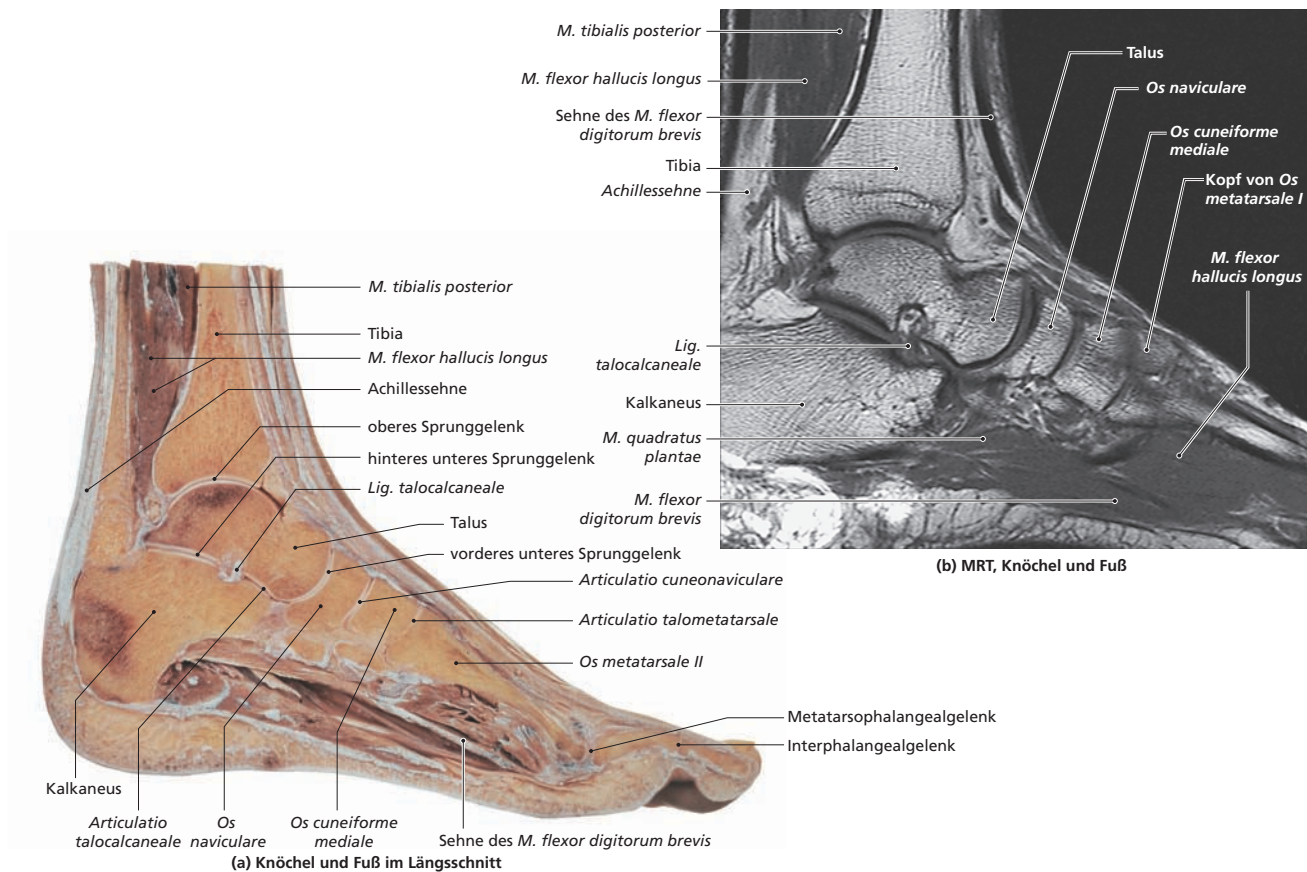 M. tibialis posterior
M. flexor hallucis longus
Sehne des M. flexor
digitorum brevis
Tibia
Achillessehne
Talus
Os naviculare
Os cuneiforme
mediale
Kopf von Os
metatarsale I
M. flexor
hallucis longus
Lig.
talocalcaneale
Kalkaneus
M. quadratus
plantae
M. flexor
digitorum brevis
(b) MRT, Knöchel und Fuß
M. tibialis posterior
Tibia
M. flexor hallucis longus
Achillessehne
oberes Sprunggelenk
hinteres unteres Sprunggelenk
Lig. talocalcaneale
Talus
vorderes unteres Sprunggelenk
Articulatio cuneonaviculare
Articulatio talometatarsale
Os metatarsale II
Metatarsophalangealgelenk
Interphalangealgelenk
Kalkaneus
Articulatio
talocalcaneale
Os
naviculare
Os cuneiforme
mediale
Sehne des M. flexor digitorum brevis
(a) Knöchel und Fuß im Längsschnitt